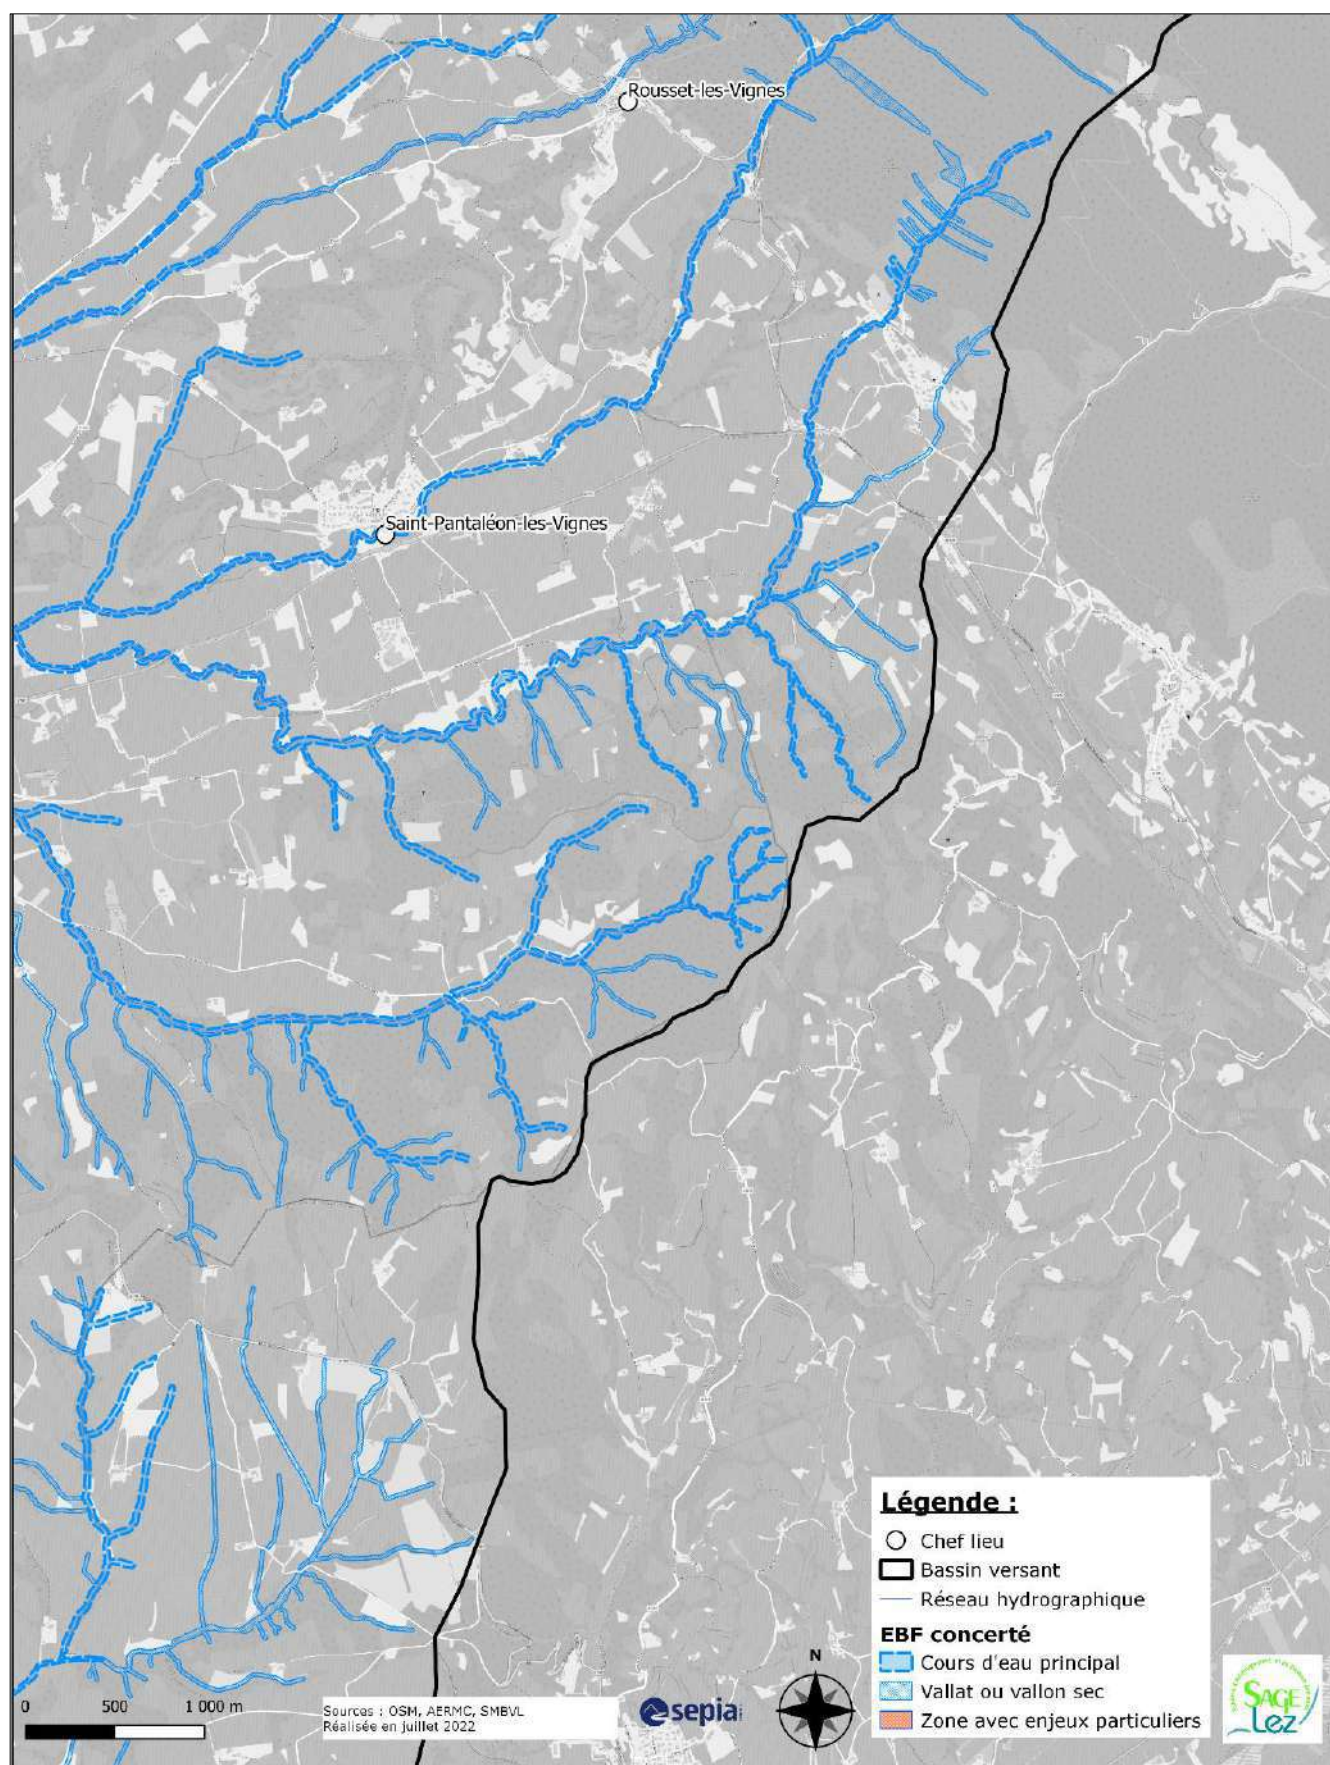 Rousset-les-Vignes
Saint-Pantaléon-les-Vignes
Légende :
Chef lieu
Bassin versant
Réseau hydrographique
EBF concerté
Cours d'eau principal
Vallat ou vallon sec
Zone avec enjeux particuliers
N
0 500 1 000 m
Sources : OSM, AERMC, SMBVL
Réalisée en juillet 2022
sepia
SAGE
Lez